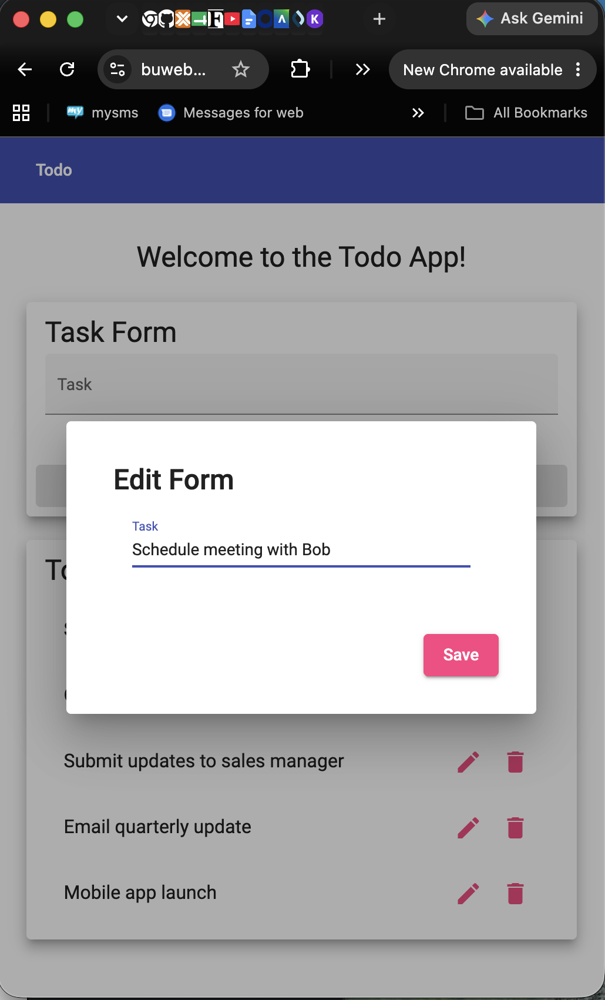 Ask Gemini
buweb...
New Chrome available
mysms
Messages for web
All Bookmarks
Todo
Welcome to the Todo App!
Task Form
Task
Edit Form
Task
Schedule meeting with Bob
Save
Submit updates to sales manager
Email quarterly update
Mobile app launch